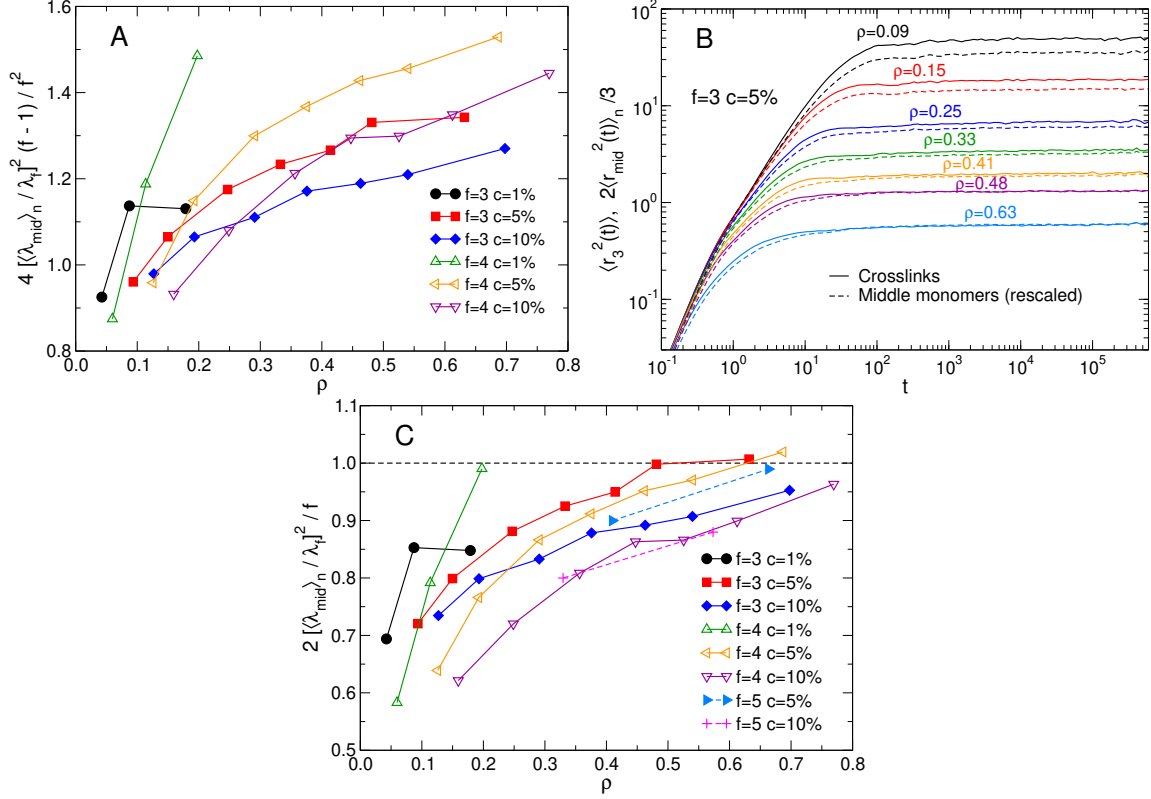 A
4 [⟨λmid⟩n / λf]² (f - 1) / f²
1.6
1.4
1.2
1.0
0.8
0.0 0.1 0.2 0.3 0.4 0.5 0.6 0.7 0.8
ρ
f=3 c=1%
f=3 c=5%
f=3 c=10%
f=4 c=1%
f=4 c=5%
f=4 c=10%
B
⟨r₃²(t)⟩, 2⟨rmid²(t)⟩n /3
10²
10¹
10⁰
10⁻¹
10⁻¹ 10⁰ 10¹ 10² 10³ 10⁴ 10⁵
t
f=3 c=5%
ρ=0.09
ρ=0.15
ρ=0.25
ρ=0.33
ρ=0.41
ρ=0.48
ρ=0.63
Crosslinks
Middle monomers (rescaled)
C
2 [⟨λmid⟩n / λf]² / f
1.1
1.0
0.9
0.8
0.7
0.6
0.5
0.0 0.1 0.2 0.3 0.4 0.5 0.6 0.7 0.8
ρ
f=3 c=1%
f=3 c=5%
f=3 c=10%
f=4 c=1%
f=4 c=5%
f=4 c=10%
f=5 c=5%
f=5 c=10%